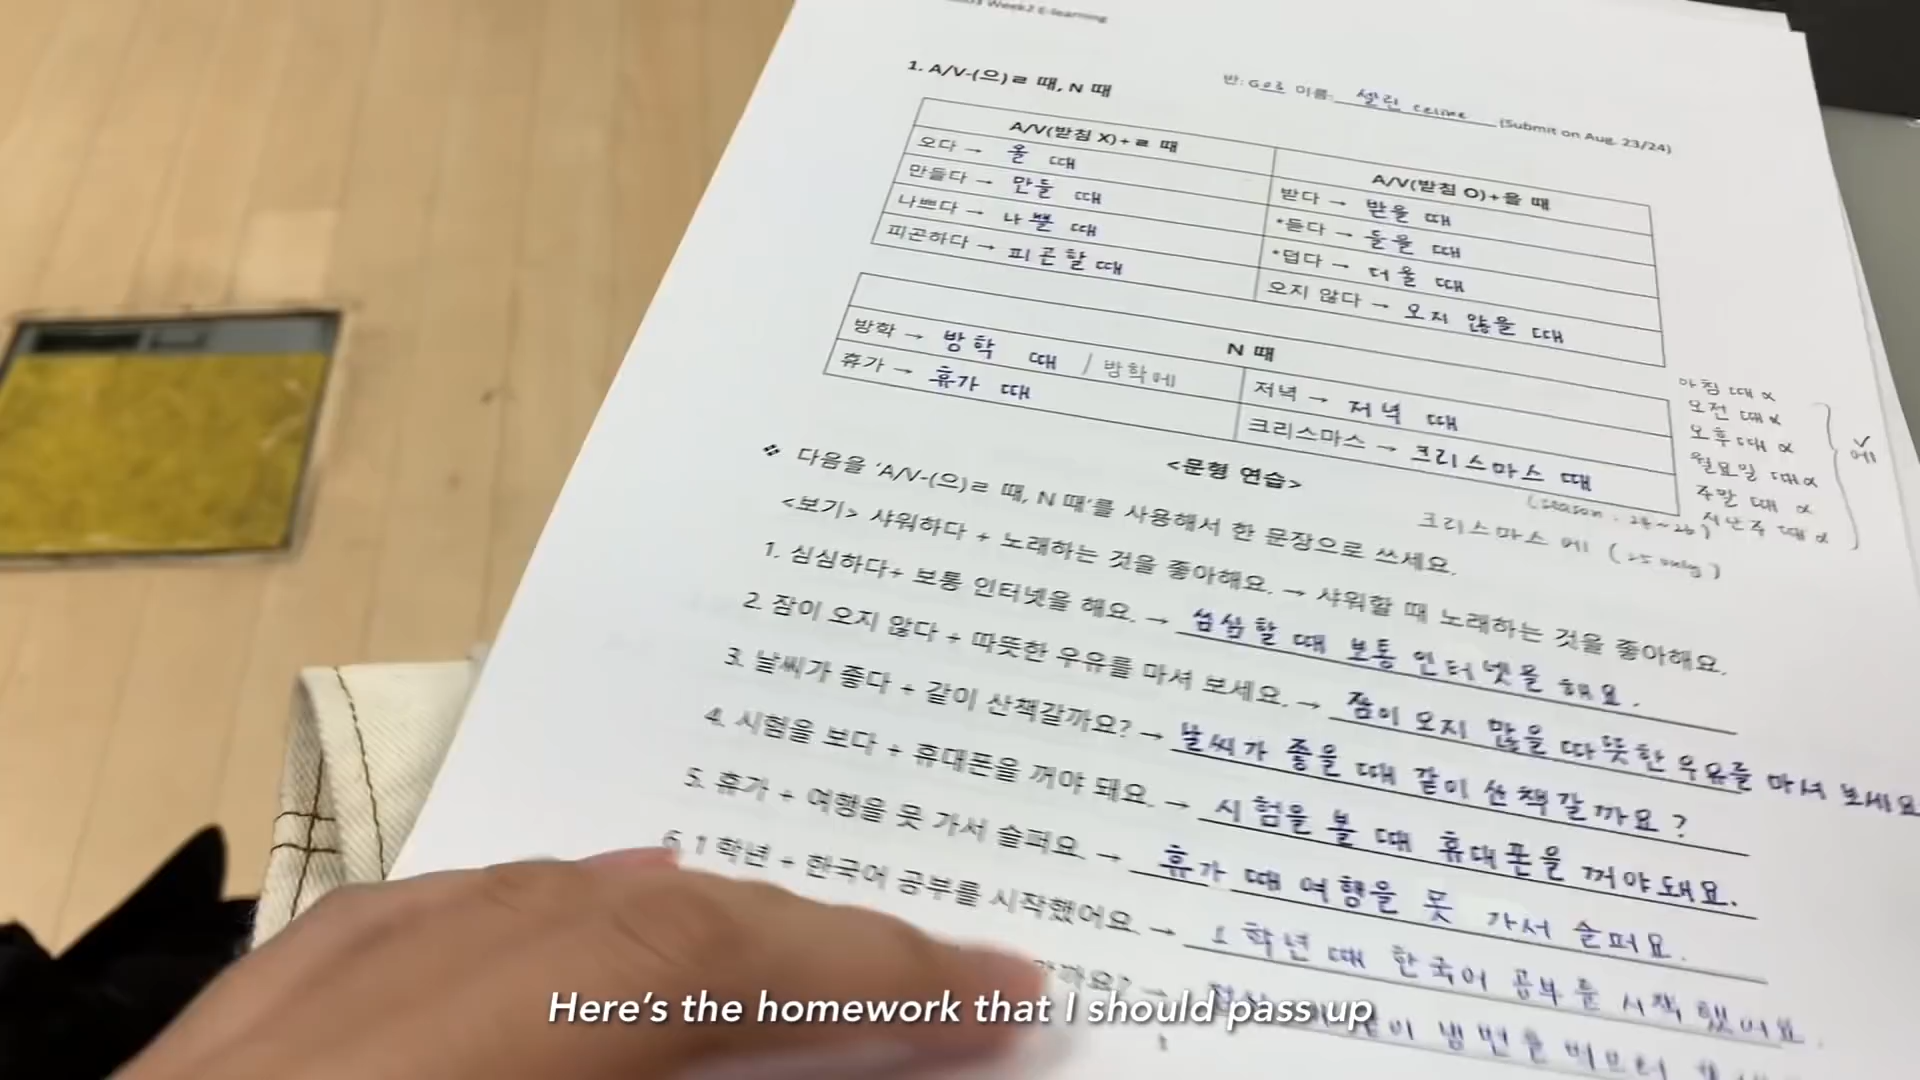 Week2 E-learning
1. A/V-(으)ㄹ 때, N 때
반: G03 이름: 셀린 celine (Submit on Aug. 23/24)
A/V(받침 X)+ㄹ 때
A/V(받침 O)+을 때
오다 → 올 때
받다 → 받을 때
만들다 → 만들 때
*듣다 → 들을 때
나쁘다 → 나쁠 때
*덥다 → 더울 때
피곤하다 → 피곤할 때
오지 않다 → 오지 않을 때
N 때
방학 → 방학 때 / 방학에
저녁 → 저녁 때
휴가 → 휴가 때
크리스마스 → 크리스마스 때
(season : 24~26)
크리스마스 에 (25 only)
아침 때 x
오전 때 x
오후 때 x
월요일 때 x
주말 때 x
지난주 때 x
✓
에
<문형 연습>
❖ 다음을 'A/V-(으)ㄹ 때, N 때'를 사용해서 한 문장으로 쓰세요.
<보기> 샤워하다 + 노래하는 것을 좋아해요. → 샤워할 때 노래하는 것을 좋아해요.
1. 심심하다+ 보통 인터넷을 해요. → 심심할 때 보통 인터넷을 해요.
2. 잠이 오지 않다 + 따뜻한 우유를 마셔 보세요. → 잠이 오지 않을 따뜻한 우유를 마셔 보세요
3. 날씨가 좋다 + 같이 산책갈까요? → 날씨가 좋을 때 같이 산책갈까요?
4. 시험을 보다 + 휴대폰을 꺼야 돼요. → 시험을 볼 때 휴대폰을 꺼야돼요.
5. 휴가 + 여행을 못 가서 슬퍼요. → 휴가 때 여행을 못 가서 슬퍼요.
6. 1 학년 + 한국어 공부를 시작했어요. → 1 학년 때 한국어 공부를 시작했어요.
Here's the homework that I should pass up